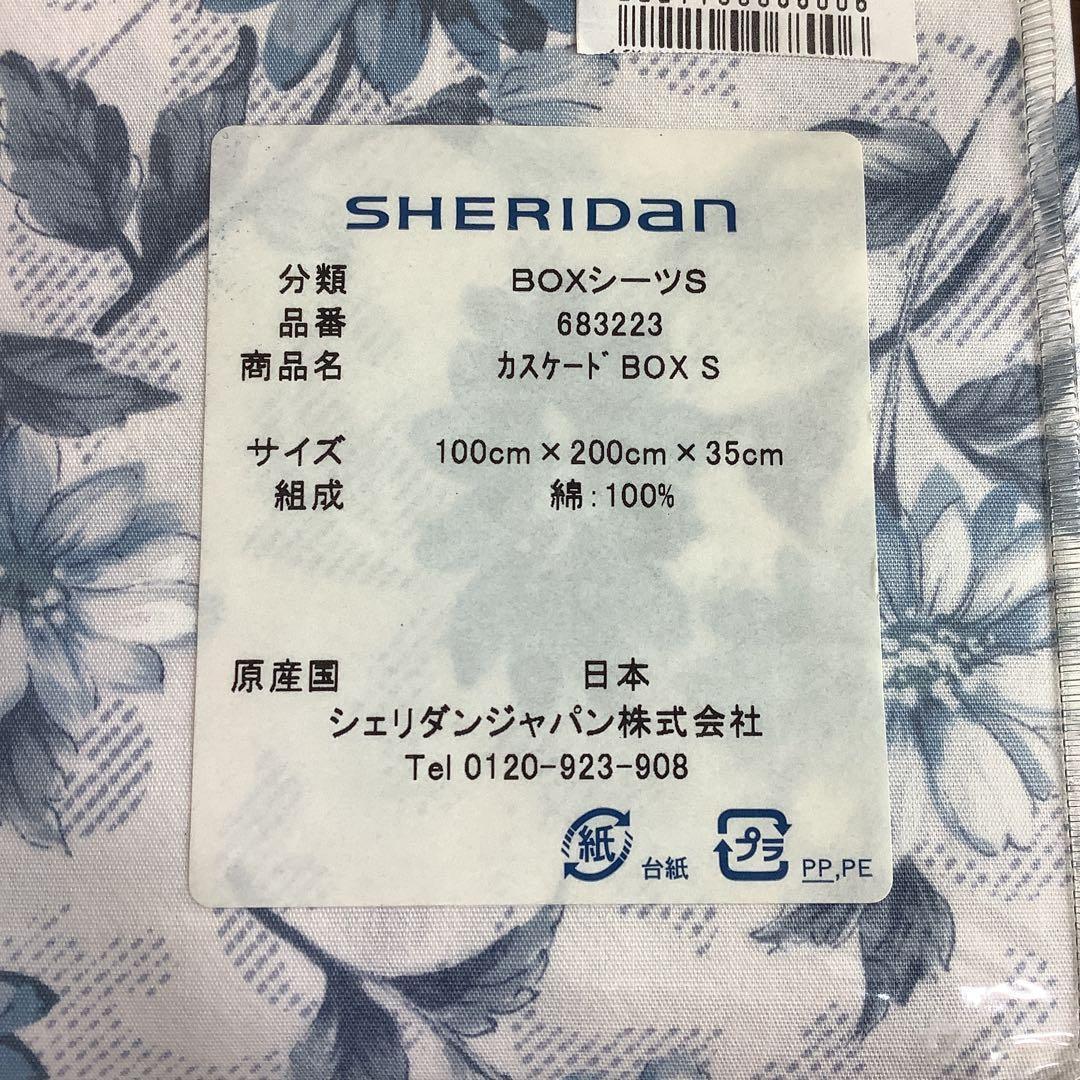 SHERIDan
分類 BOXシーツS
品番 683223
商品名 ｶｽｹｰﾄﾞ BOX S
サイズ 100cm×200cm×35cm
組成 綿:100%
原産国 日本
シェリダンジャパン株式会社
Tel 0120-923-908
紙 台紙 プラ PP,PE